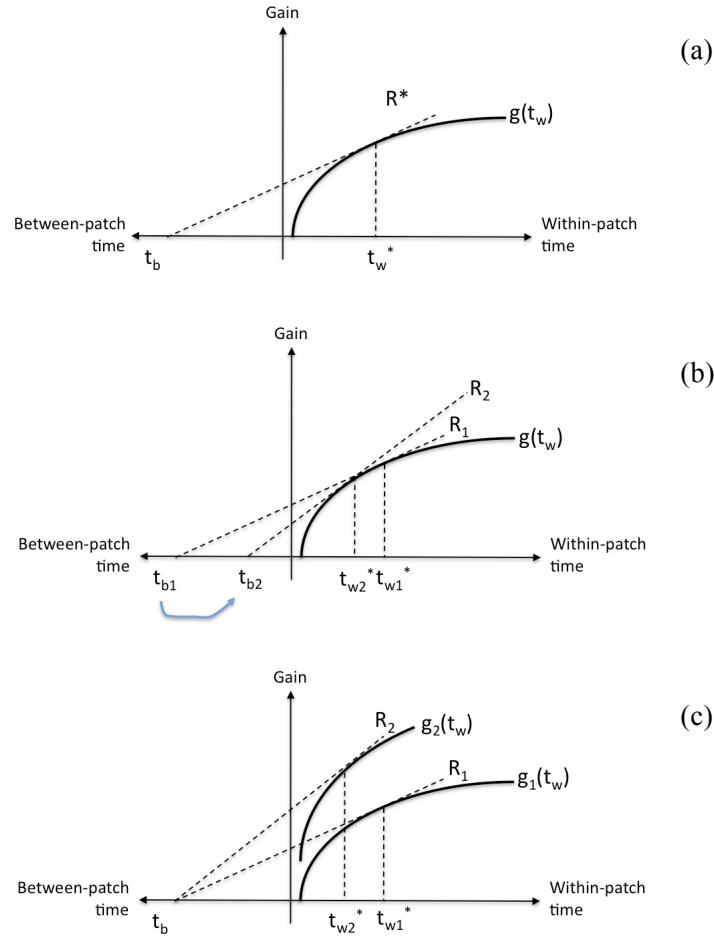 Gain
(a)
R*
g(t_w)
Between-patch
time
Within-patch
time
t_b
t_w*
Gain
(b)
R_2
R_1
g(t_w)
Between-patch
time
Within-patch
time
t_b1
t_b2
t_w2* t_w1*
Gain
(c)
R_2
g_2(t_w)
R_1
g_1(t_w)
Between-patch
time
Within-patch
time
t_b
t_w2* t_w1*